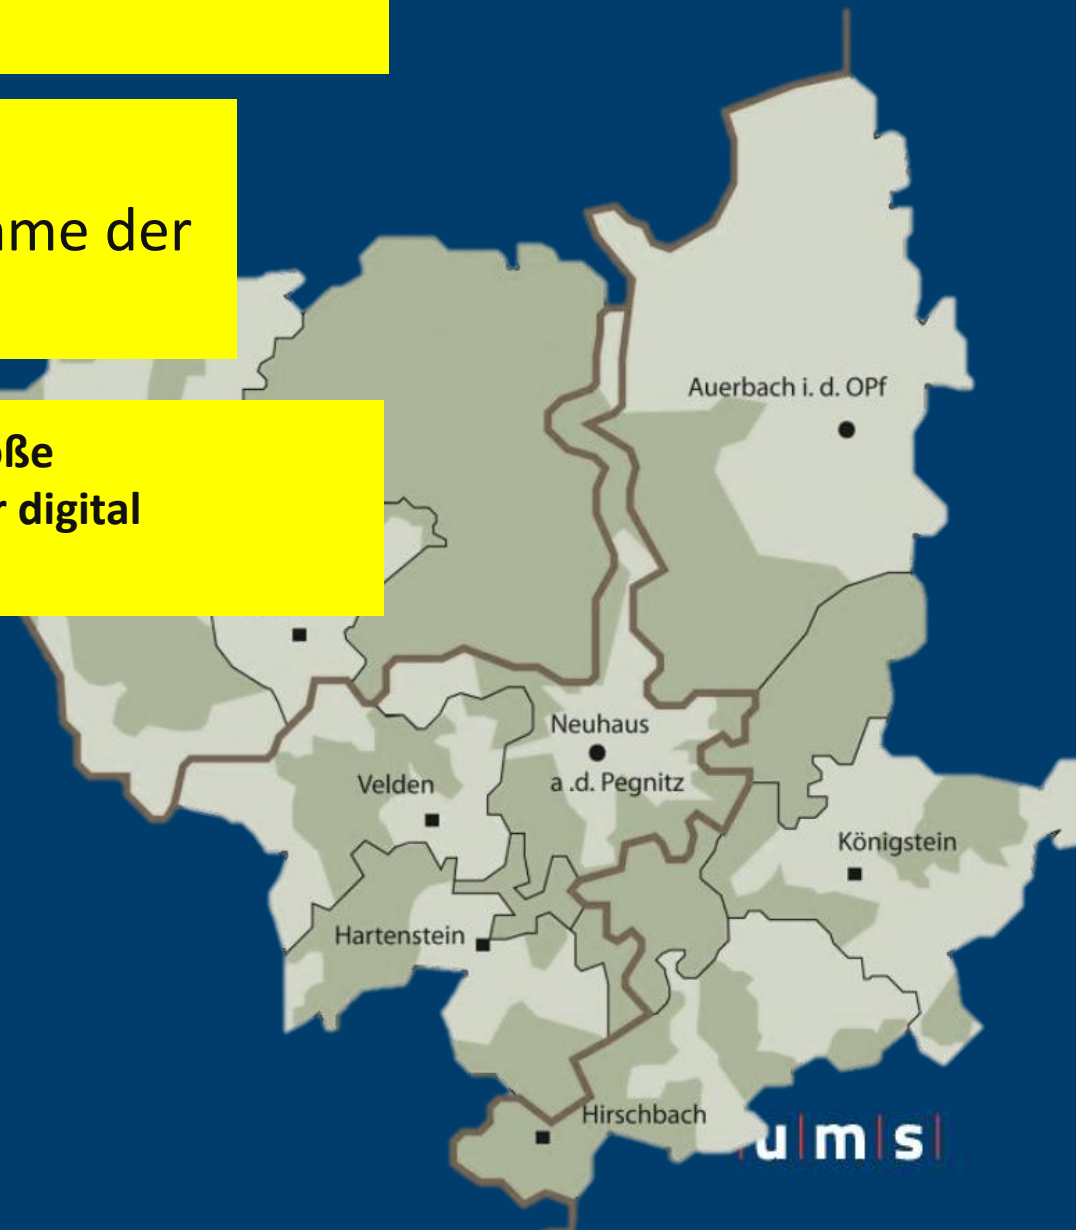 me der
ße
digital
Auerbach i. d. OPf
Neuhaus
a .d. Pegnitz
Velden
Königstein
Hartenstein
Hirschbach
u|m|s|